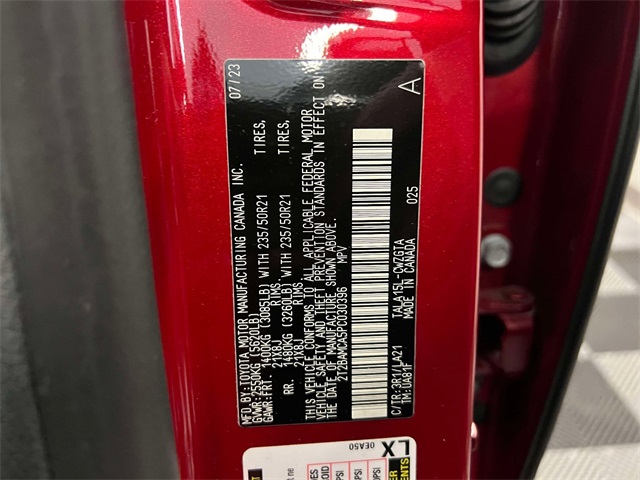 MFD.BY:TOYOTA MOTOR MANUFACTURING CANADA INC. 07/23
GVWR:2550KG (5620LB)
GAWR:FRT. 1400KG (3085LB) WITH 235/50R21 TIRES,
21X8J RIMS
RR. 1480KG (3260LB) WITH 235/50R21 TIRES,
21X8J RIMS
THIS VEHICLE CONFORMS TO ALL APPLICABLE FEDERAL MOTOR
VEHICLE SAFETY AND THEFT PREVENTION STANDARDS IN EFFECT ON
THE DATE OF MANUFACTURE SHOWN ABOVE.
2T2BAMCA5PC030396 MPV
A
025
C/TR:3R1/LA21 TALA15L-CWZGTA
TM:UA81F MADE IN CANADA
LX
0EA50